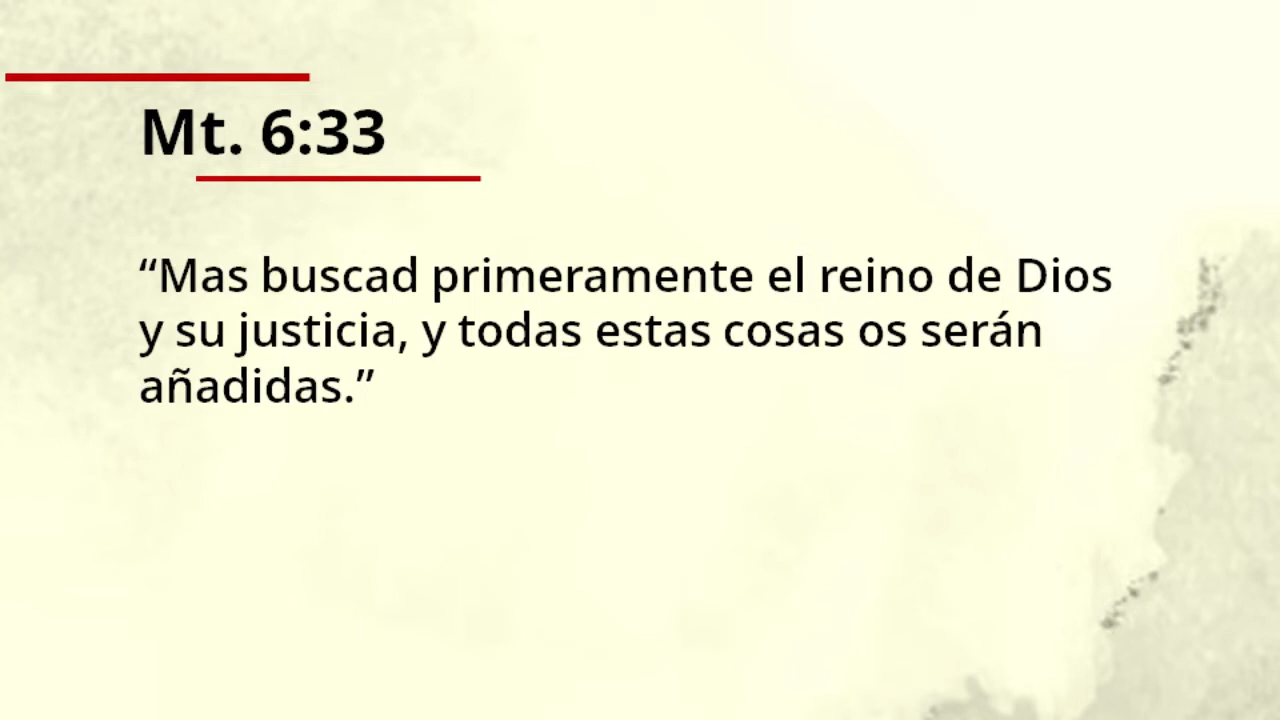 Mt. 6:33
“Mas buscad primeramente el reino de Dios
y su justicia, y todas estas cosas os serán
añadidas.”